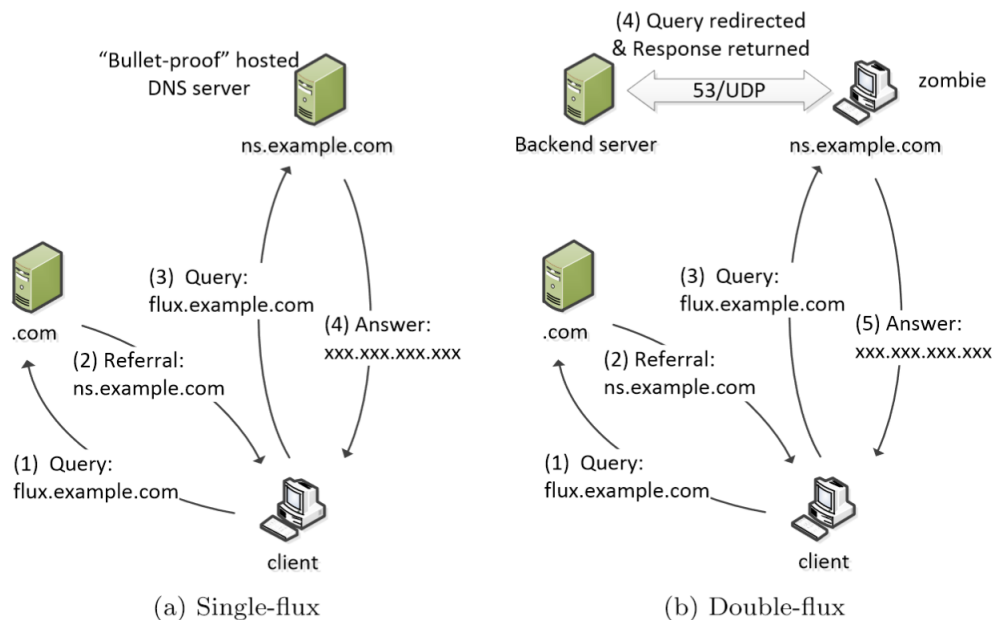 “Bullet-proof” hosted
DNS server
ns.example.com
.com
(3) Query:
flux.example.com
(4) Answer:
xxx.xxx.xxx.xxx
(2) Referral:
ns.example.com
(1) Query:
flux.example.com
client
(a) Single-flux
(4) Query redirected
& Response returned
53/UDP
zombie
Backend server
ns.example.com
.com
(3) Query:
flux.example.com
(5) Answer:
xxx.xxx.xxx.xxx
(2) Referral:
ns.example.com
(1) Query:
flux.example.com
client
(b) Double-flux